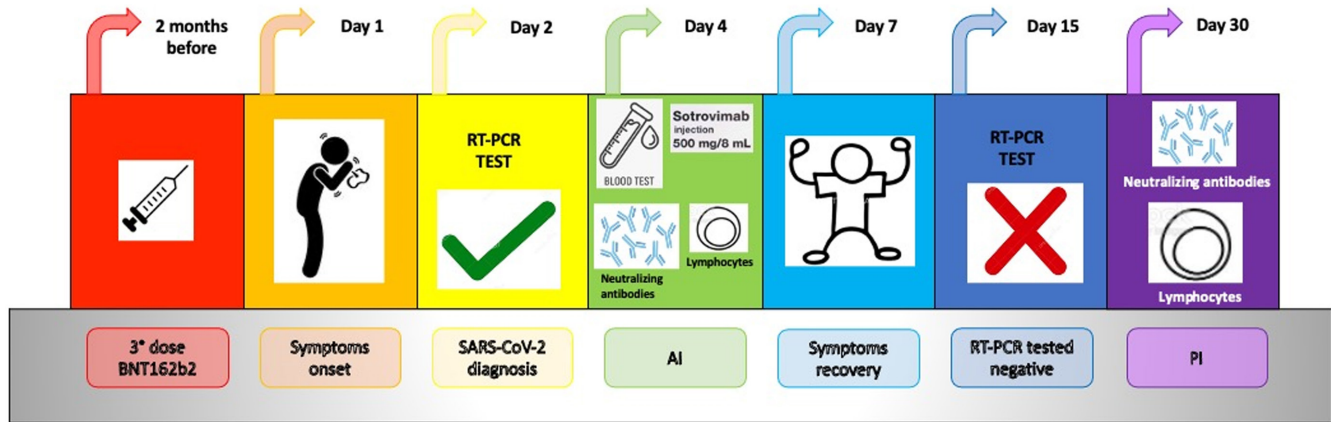 2 months
before
Day 1
Day 2
Day 4
Day 7
Day 15
Day 30
RT-PCR
TEST
BLOOD TEST
Sotrovimab
injection
500 mg/8 mL
Neutralizing
antibodies
Lymphocytes
RT-PCR
TEST
Neutralizing antibodies
Lymphocytes
3° dose
BNT162b2
Symptoms
onset
SARS-CoV-2
diagnosis
AI
Symptoms
recovery
RT-PCR tested
negative
PI